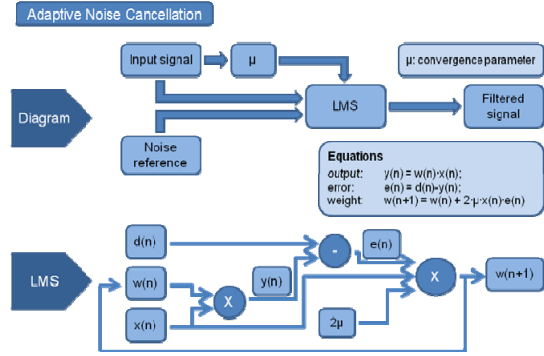 Adaptive Noise Cancellation
Input signal
μ
μ: convergence parameter
Diagram
LMS
Filtered
signal
Noise
reference
Equations
output: y(n) = w(n)·x(n);
error: e(n) = d(n)-y(n);
weight: w(n+1) = w(n) + 2·μ·x(n)·e(n)
d(n)
-
e(n)
LMS
w(n)
X
y(n)
X
w(n+1)
x(n)
2μ